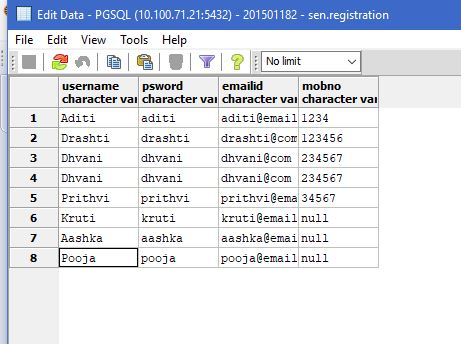 Edit Data - PGSQL (10.100.71.21:5432) - 201501182 - sen.registration
File Edit View Tools Help
No limit
username psword emailid mobno
character var character var character var character var
1 Aditi aditi aditi@email 1234
2 Drashti drashti drashti@com 123456
3 Dhvani dhvani dhvani@com 234567
4 Dhvani dhvani dhvani@com 234567
5 Prithvi prithvi prithvi@ema 34567
6 Kruti kruti kruti@email null
7 Aashka aashka aashka@email null
8 Pooja pooja pooja@email null